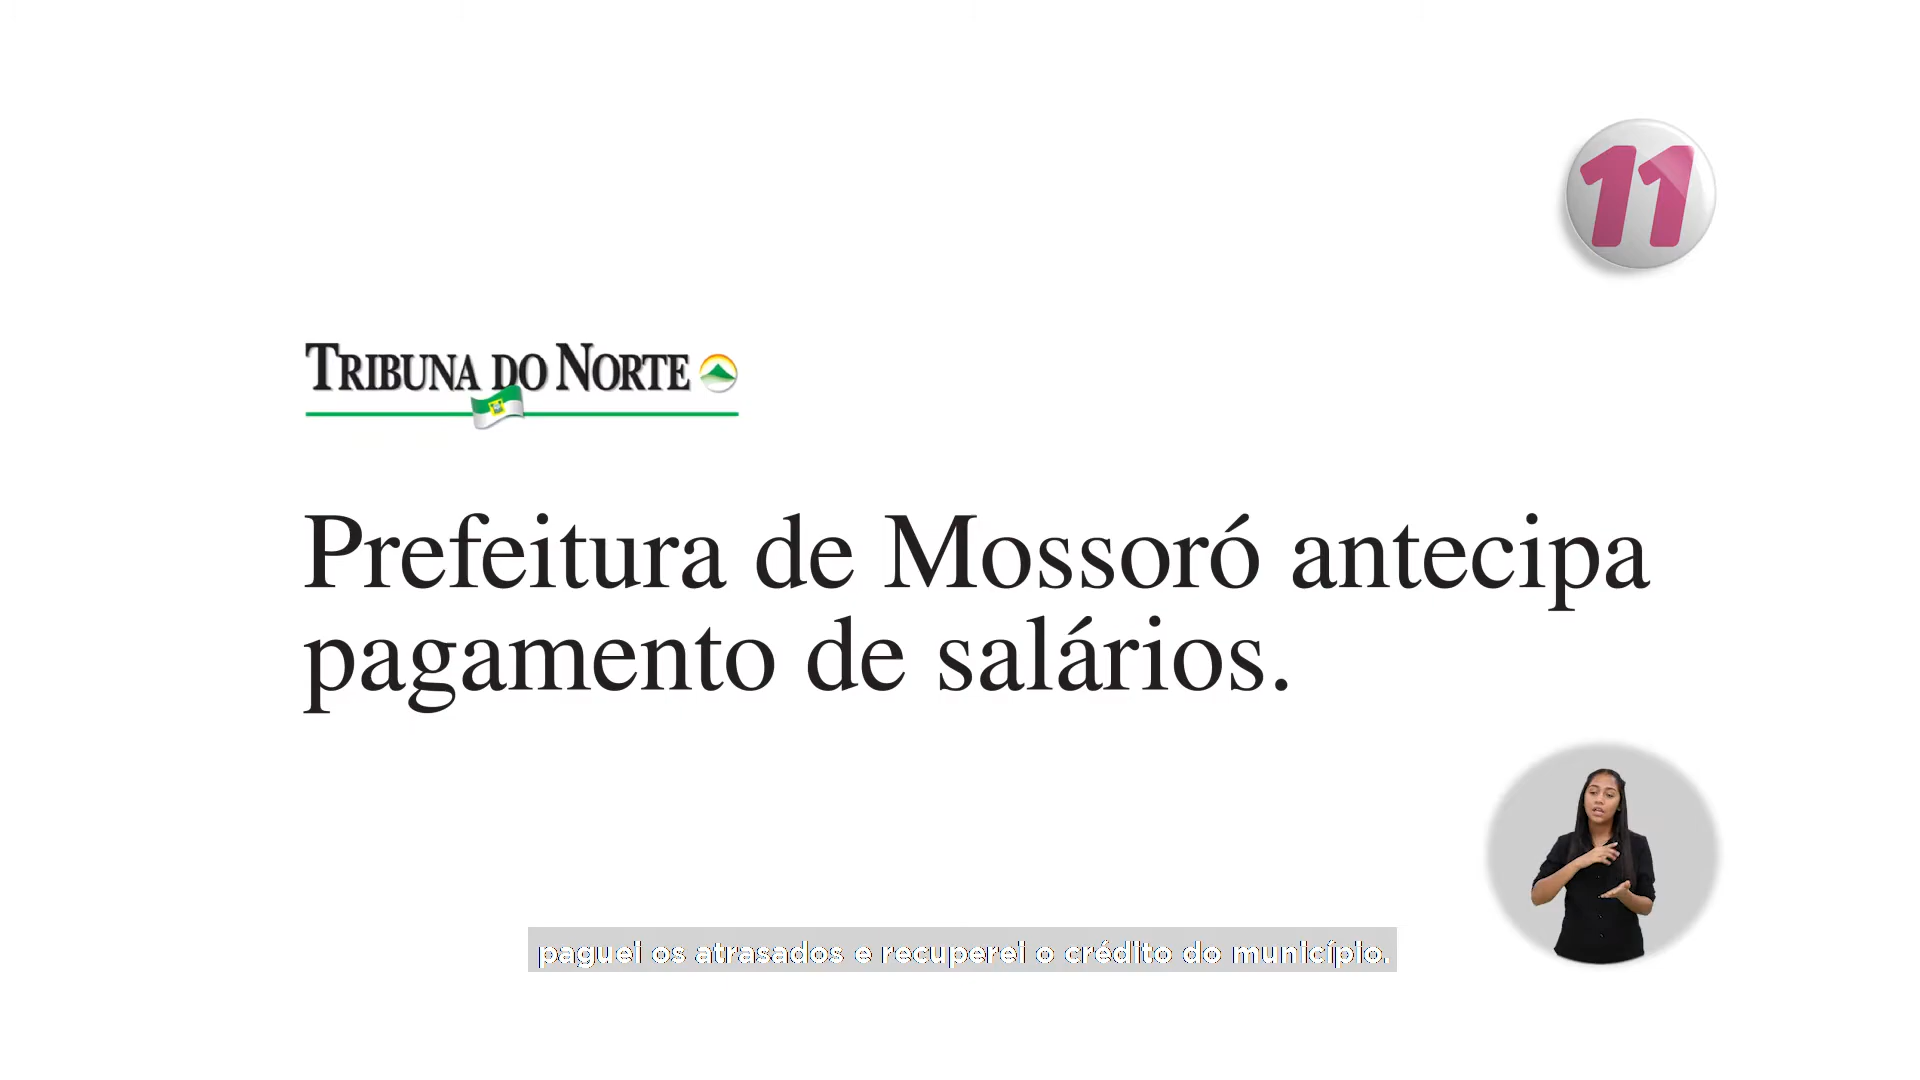 11
TRIBUNA DO NORTE
Prefeitura de Mossoró antecipa
pagamento de salários.
paguei os atrasados e recuperei o crédito do município.